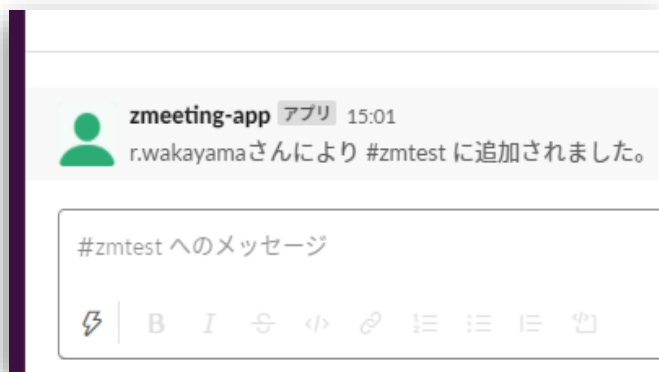 zmeeting-app アプリ 15:01
r.wakayamaさんにより #zmtest に追加されました。
#zmtest へのメッセージ